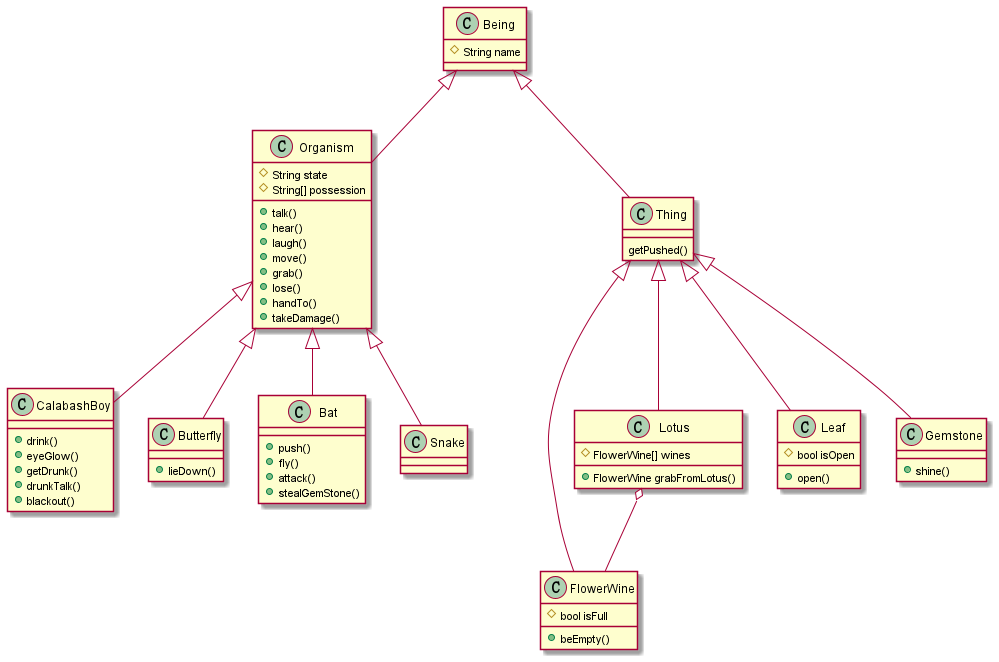 C Being
String name
C Organism
String state
String[] possession
talk()
hear()
laugh()
move()
grab()
lose()
handTo()
takeDamage()
C Thing
getPushed()
C CalabashBoy
drink()
eyeGlow()
getDrunk()
drunkTalk()
blackout()
C Butterfly
lieDown()
C Bat
push()
fly()
attack()
stealGemStone()
C Snake
C Lotus
FlowerWine[] wines
FlowerWine grabFromLotus()
C Leaf
bool isOpen
open()
C Gemstone
shine()
C FlowerWine
bool isFull
beEmpty()